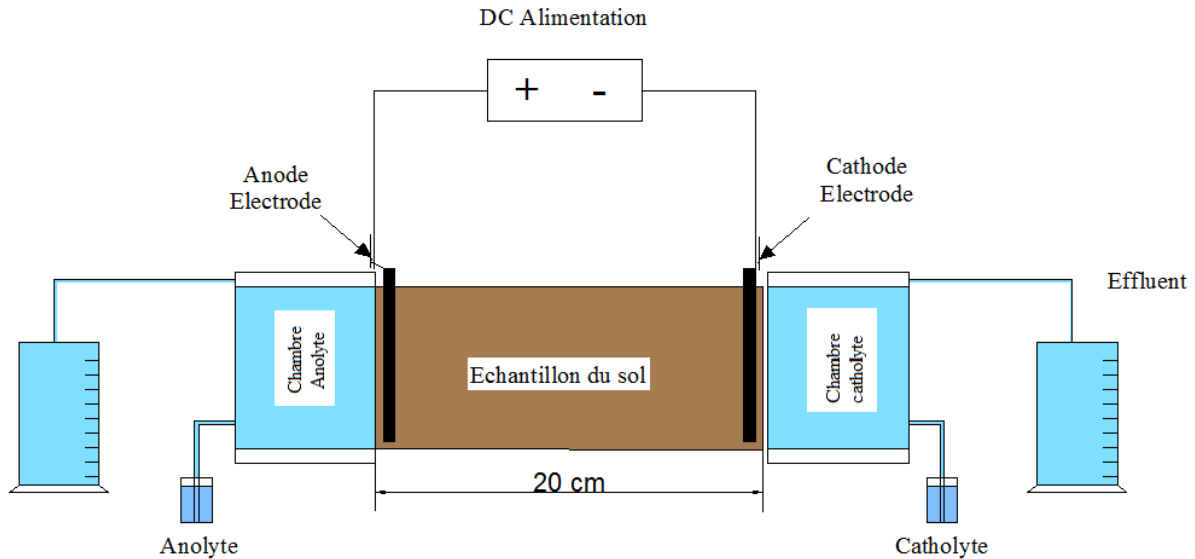 DC Alimentation
+ -
Anode
Electrode
Cathode
Electrode
Effluent
Chambre
Anolyte
Echantillon du sol
Chambre
catholyte
20 cm
Anolyte
Catholyte